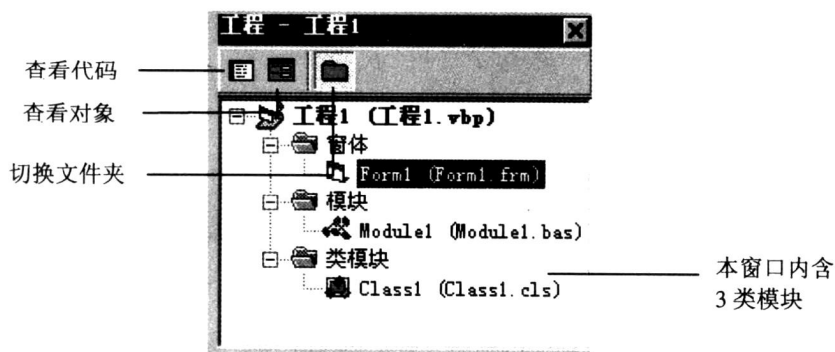 工程 - 工程1
查看代码
查看对象
工程1 (工程1.vbp)
窗体
切换文件夹
Form1 (Form1.frm)
模块
Module1 (Module1.bas)
类模块
Class1 (Class1.cls)
本窗口内含
3 类模块